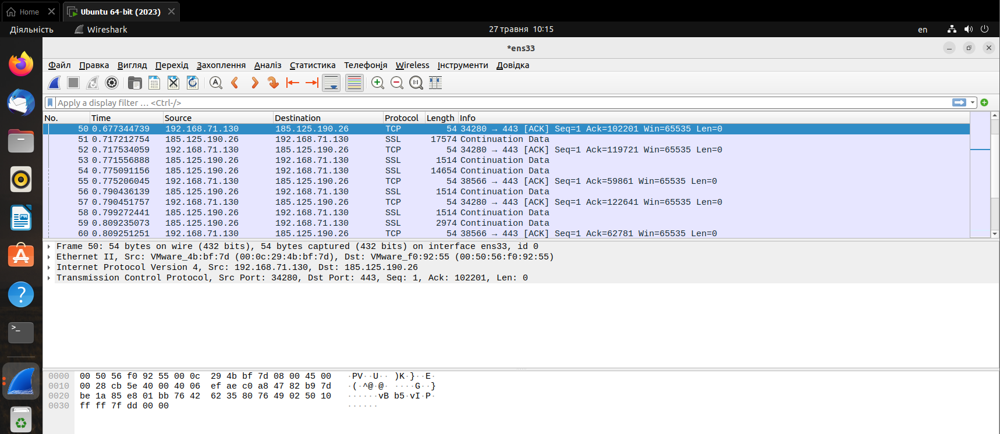 Home
Ubuntu 64-bit (2023)
Діяльність Wireshark 27 травня 10:15 en
*ens33
Файл Правка Вигляд Перехід Захоплення Аналіз Статистика Телефонія Wireless Інструменти Довідка
Apply a display filter … <Ctrl-/>
No. Time Source Destination Protocol Length Info
50 0.677344739 192.168.71.130 185.125.190.26 TCP 54 34280 → 443 [ACK] Seq=1 Ack=102201 Win=65535 Len=0
51 0.717212754 185.125.190.26 192.168.71.130 SSL 17574 Continuation Data
52 0.717534059 192.168.71.130 185.125.190.26 TCP 54 34280 → 443 [ACK] Seq=1 Ack=119721 Win=65535 Len=0
53 0.771556888 185.125.190.26 192.168.71.130 SSL 1514 Continuation Data
54 0.775091156 185.125.190.26 192.168.71.130 SSL 14654 Continuation Data
55 0.775206045 192.168.71.130 185.125.190.26 TCP 54 38566 → 443 [ACK] Seq=1 Ack=59861 Win=65535 Len=0
56 0.790436139 185.125.190.26 192.168.71.130 SSL 1514 Continuation Data
57 0.790451757 192.168.71.130 185.125.190.26 TCP 54 34280 → 443 [ACK] Seq=1 Ack=122641 Win=65535 Len=0
58 0.799272441 185.125.190.26 192.168.71.130 SSL 1514 Continuation Data
59 0.809235073 185.125.190.26 192.168.71.130 SSL 2974 Continuation Data
60 0.809251251 192.168.71.130 185.125.190.26 TCP 54 38566 → 443 [ACK] Seq=1 Ack=62781 Win=65535 Len=0
Frame 50: 54 bytes on wire (432 bits), 54 bytes captured (432 bits) on interface ens33, id 0
Ethernet II, Src: VMware_4b:bf:7d (00:0c:29:4b:bf:7d), Dst: VMware_f0:92:55 (00:50:56:f0:92:55)
Internet Protocol Version 4, Src: 192.168.71.130, Dst: 185.125.190.26
Transmission Control Protocol, Src Port: 34280, Dst Port: 443, Seq: 1, Ack: 102201, Len: 0
0000 00 50 56 f0 92 55 00 0c 29 4b bf 7d 08 00 45 00 ·PV··U·· )K·}··E·
0010 00 28 cb 5e 40 00 40 06 ef ae c0 a8 47 82 b9 7d ·(·^@·@· ····G··}
0020 be 1a 85 e8 01 bb 76 42 62 35 80 76 49 02 50 10 ······vB b5·vI·P·
0030 ff ff 7f dd 00 00 ······